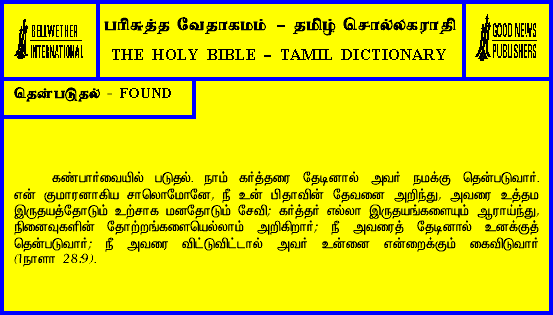 BELLWETHER
INTERNATIONAL
பரிசுத்த வேதாகமம் – தமிழ் சொல்லகராதி
THE HOLY BIBLE – TAMIL DICTIONARY
GOOD NEWS
PUBLISHERS
தென்படுதல் - FOUND
கண்பார்வையில் படுதல். நாம் கர்த்தரை தேடினால் அவர் நமக்கு தென்படுவார்.
என் குமாரனாகிய சாலொமோனே, நீ உன் பிதாவின் தேவனை அறிந்து, அவரை உத்தம
இருதயத்தோடும் உற்சாக மனதோடும் சேவி; கர்த்தர் எல்லா இருதயங்களையும் ஆராய்ந்து,
நினைவுகளின் தோற்றங்களையெல்லாம் அறிகிறார்; நீ அவரைத் தேடினால் உனக்குத்
தென்படுவார்; நீ அவரை விட்டுவிட்டால் அவர் உன்னை என்றைக்கும் கைவிடுவார்
(1நாளா 28:9).